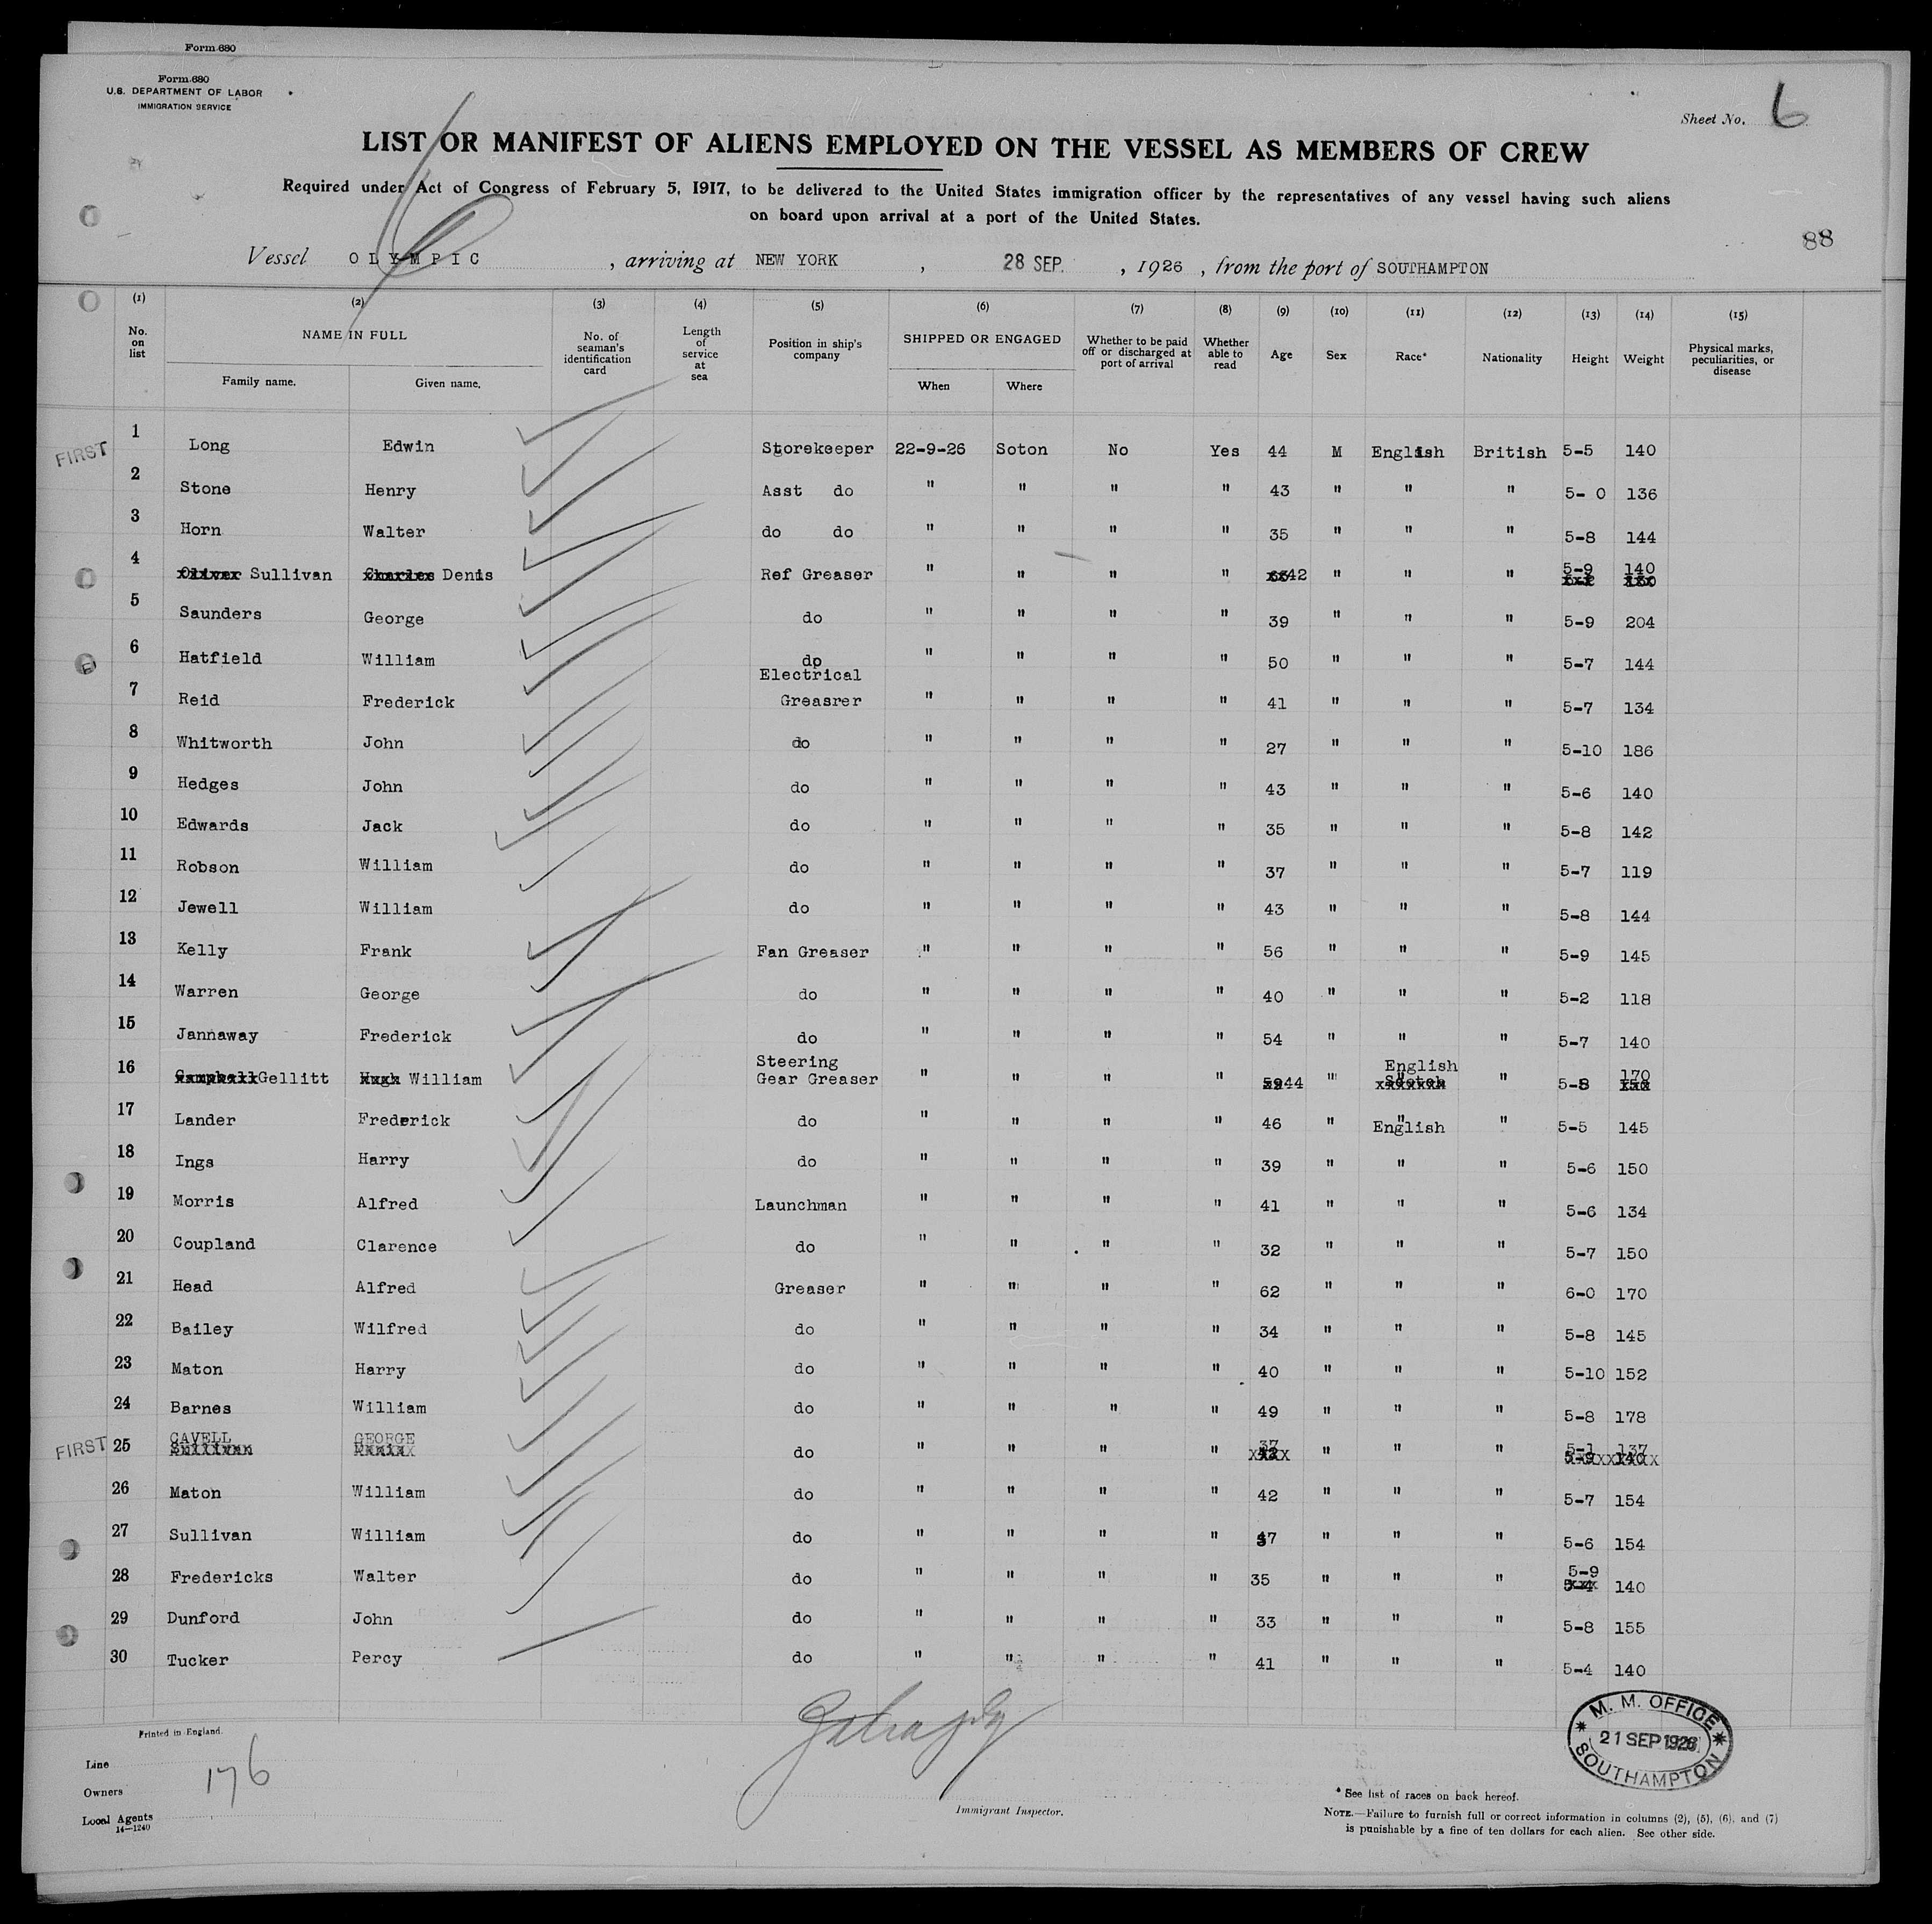 Form 680
Form 680
U.S. DEPARTMENT OF LABOR
IMMIGRATION SERVICE
Sheet No. 6
LIST OR MANIFEST OF ALIENS EMPLOYED ON THE VESSEL AS MEMBERS OF CREW
Required under Act of Congress of February 5, 1917, to be delivered to the United States immigration officer by the representatives of any vessel having such aliens
on board upon arrival at a port of the United States.
88
Vessel OLYMPIC, arriving at NEW YORK, 28 SEP., 1926, from the port of SOUTHAMPTON
(1) (2) (3) (4) (5) (6) (7) (8) (9) (10) (11) (12) (13) (14) (15)
No. on list NAME IN FULL No. of seaman's identification card Length of service at sea Position in ship's company SHIPPED OR ENGAGED Whether to be paid off or discharged at port of arrival Whether able to read Age Sex Race* Nationality Height Weight Physical marks, peculiarities, or disease
Family name. Given name. When Where
FIRST 1 Long Edwin Storekeeper 22-9-26 Soton No Yes 44 M English British 5-5 140
2 Stone Henry Asst do " " " " 43 " " " 5- 0 136
3 Horn Walter do do " " " " 35 " " " 5-8 144
4 Oliver Sullivan Charles Denis Ref Greaser " " " " 42 " " " 5-9 140
5 Saunders George do " " " " 39 " " " 5-9 204
6 Hatfield William do " " " " 50 " " " 5-7 144
7 Reid Frederick Electrical Greasrer " " " " 41 " " " 5-7 134
8 Whitworth John do " " " " 27 " " " 5-10 186
9 Hedges John do " " " " 43 " " " 5-6 140
10 Edwards Jack do " " " " 35 " " " 5-8 142
11 Robson William do " " " " 37 " " " 5-7 119
12 Jewell William do " " " " 43 " " " 5-8 144
13 Kelly Frank Fan Greaser " " " " 56 " " " 5-9 145
14 Warren George do " " " " 40 " " " 5-2 118
15 Jannaway Frederick do " " " " 54 " " " 5-7 140
16 Campbell Gellitt Hugh William Steering Gear Greaser " " " " 44 " English Scotch " 5-8 170
17 Lander Frederick do " " " " 46 " " English " 5-5 145
18 Ings Harry do " " " " 39 " " " 5-6 150
19 Morris Alfred Launchman " " " " 41 " " " 5-6 134
20 Coupland Clarence do " " " " 32 " " " 5-7 150
21 Head Alfred Greaser " " " " 62 " " " 6-0 170
22 Bailey Wilfred do " " " " 34 " " " 5-8 145
23 Maton Harry do " " " " 40 " " " 5-10 152
24 Barnes William do " " " " 49 " " " 5-8 178
FIRST 25 CAVELL Sullivan GEORGE do " " " " 37 42 " " " 5-1 137 5-9 140
26 Maton William do " " " " 42 " " " 5-7 154
27 Sullivan William do " " " " 37 " " " 5-6 154
28 Fredericks Walter do " " " " 35 " " " 5-9 5-4 140
29 Dunford John do " " " " 33 " " " 5-8 155
30 Tucker Percy do " " " " 41 " " " 5-4 140
Printed in England.
Line
Owners
Local Agents
14-1240
176
Immigrant Inspector.
* M. M. OFFICE *
21 SEP 1926
SOUTHAMPTON
* See list of races on back hereof.
NOTE.—Failure to furnish full or correct information in columns (2), (5), (6), and (7)
is punishable by a fine of ten dollars for each alien. See other side.